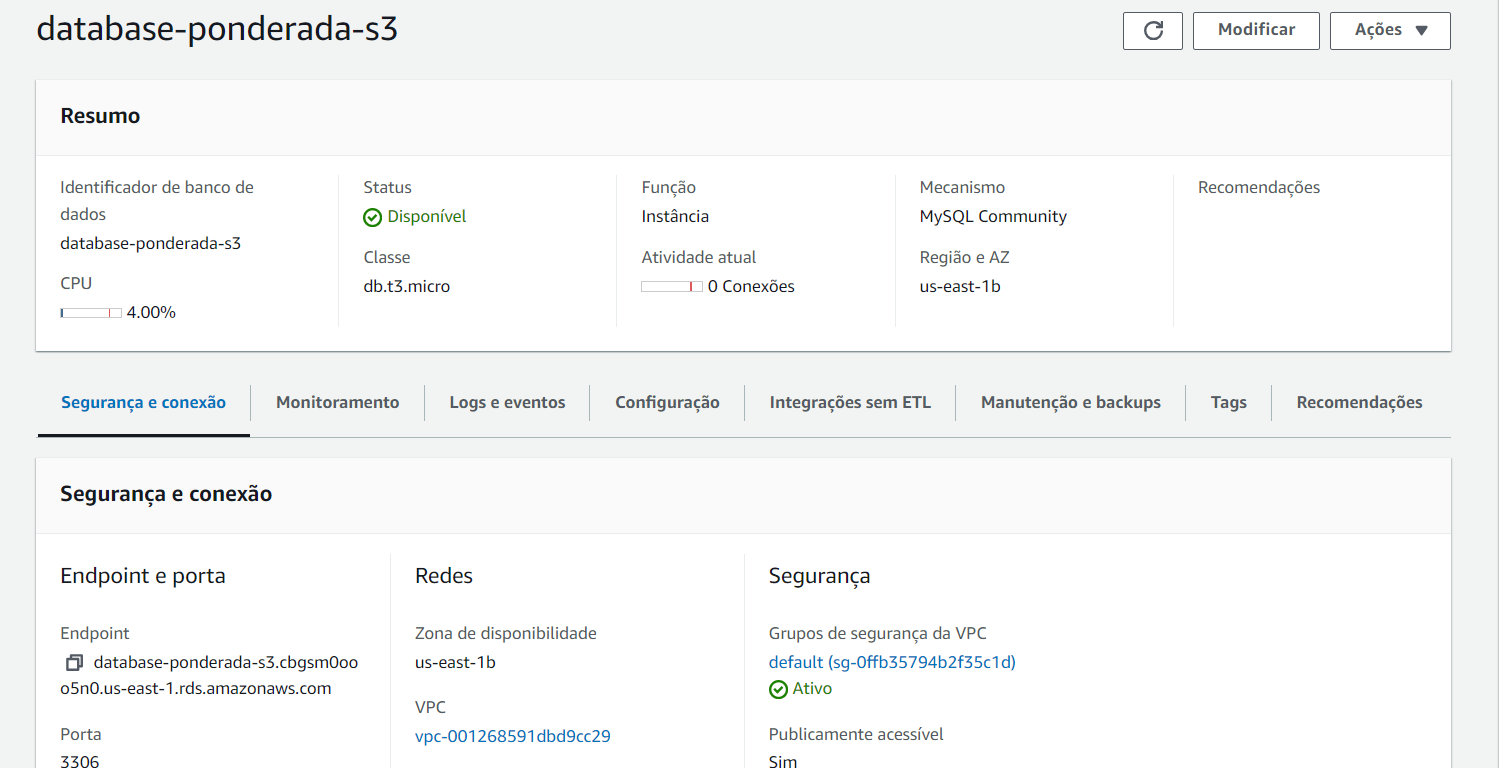 database-ponderada-s3
Modificar
Ações
Resumo
Identificador de banco de
dados
database-ponderada-s3
CPU
4.00%
Status
Disponível
Classe
db.t3.micro
Função
Instância
Atividade atual
0 Conexões
Mecanismo
MySQL Community
Região e AZ
us-east-1b
Recomendações
Segurança e conexão
Monitoramento
Logs e eventos
Configuração
Integrações sem ETL
Manutenção e backups
Tags
Recomendações
Segurança e conexão
Endpoint e porta
Endpoint
database-ponderada-s3.cbgsm0oo
o5n0.us-east-1.rds.amazonaws.com
Porta
3306
Redes
Zona de disponibilidade
us-east-1b
VPC
vpc-001268591dbd9cc29
Segurança
Grupos de segurança da VPC
default (sg-0ffb35794b2f35c1d)
Ativo
Publicamente acessível
Sim